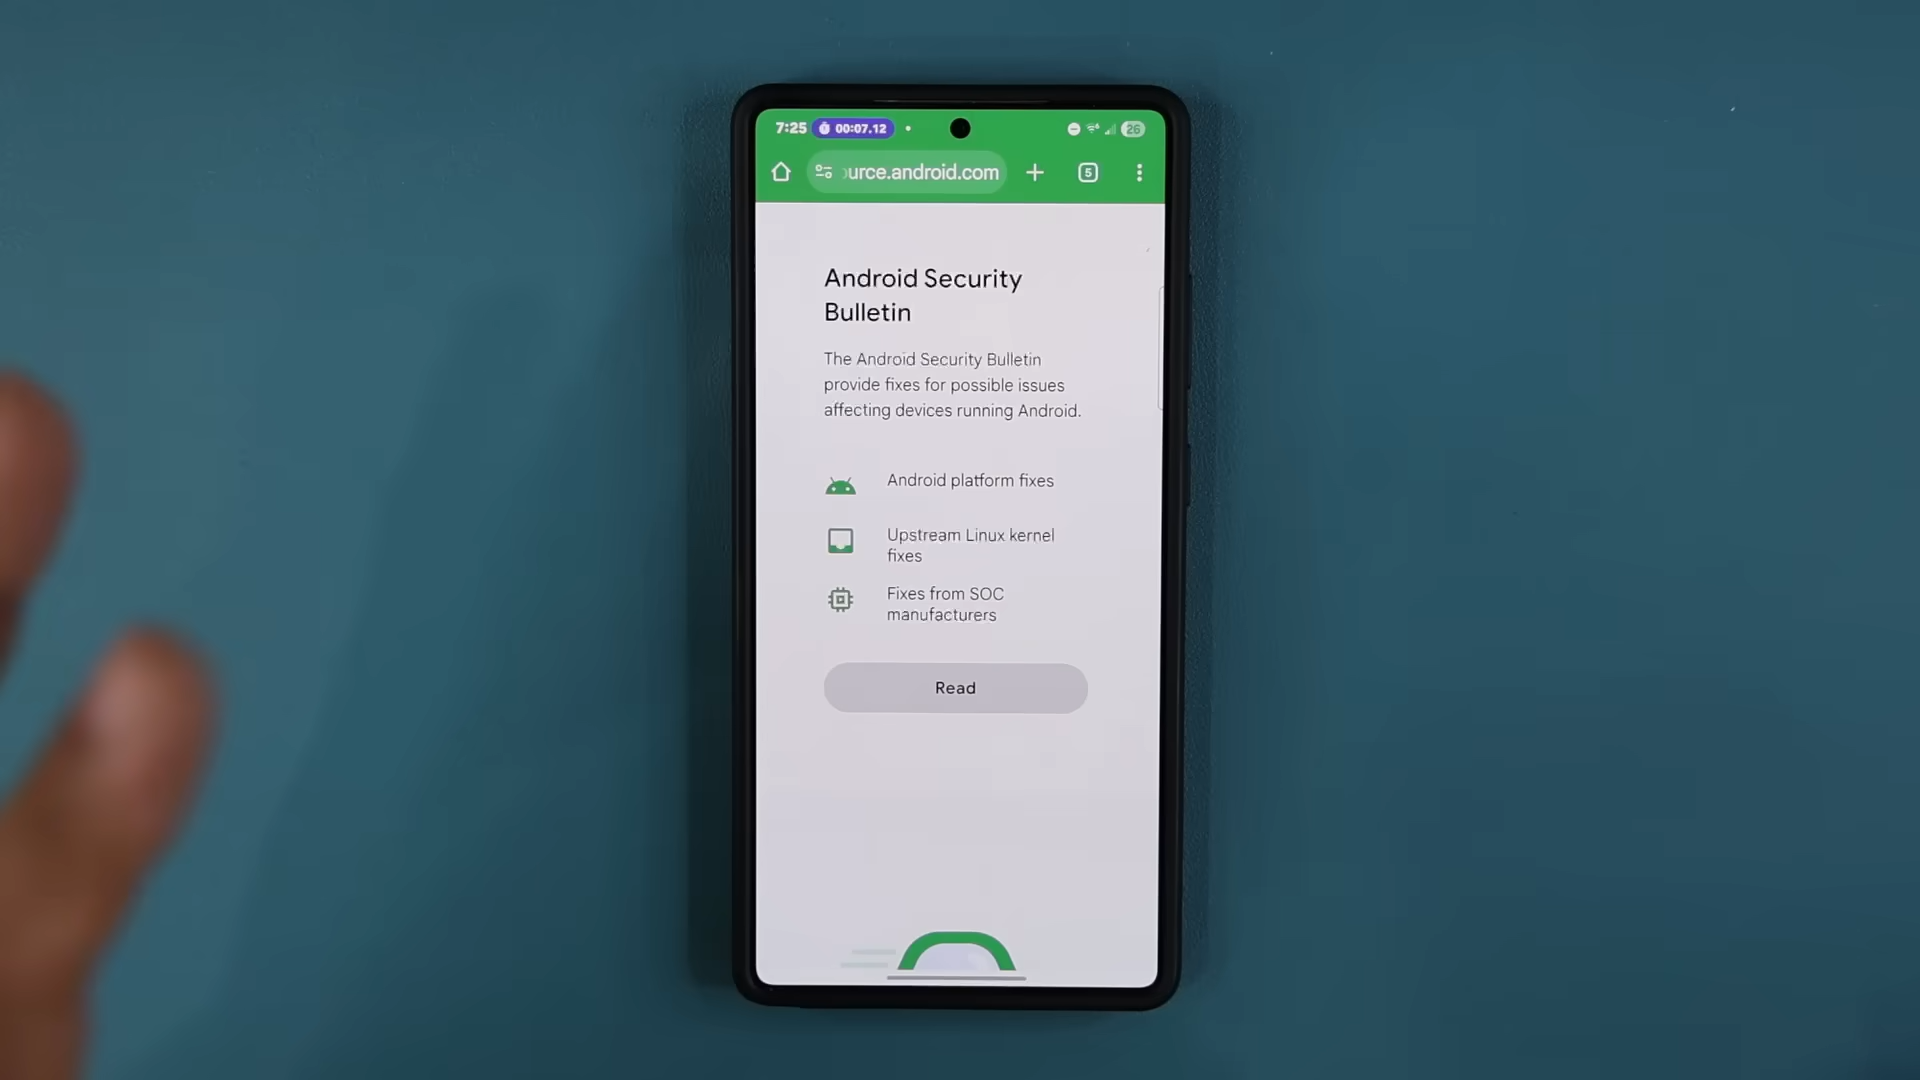 7:25 00:07.12 26
urce.android.com 5
Android Security
Bulletin
The Android Security Bulletin
provide fixes for possible issues
affecting devices running Android.
Android platform fixes
Upstream Linux kernel
fixes
Fixes from SOC
manufacturers
Read